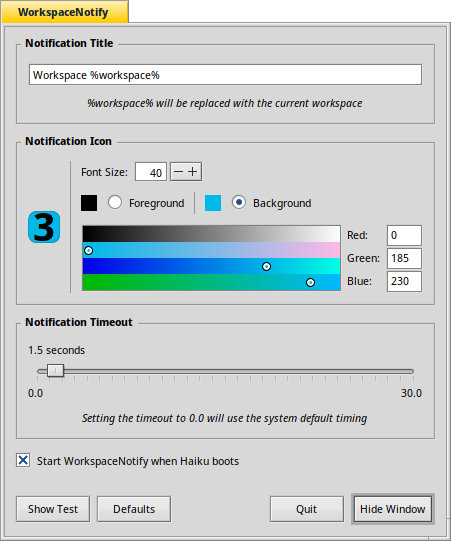 WorkspaceNotify
Notification Title
Workspace %workspace%
%workspace% will be replaced with the current workspace
Notification Icon
Font Size: 40 − +
3
Foreground Background
Red: 0
Green: 185
Blue: 230
Notification Timeout
1.5 seconds
0.0 30.0
Setting the timeout to 0.0 will use the system default timing
Start WorkspaceNotify when Haiku boots
Show Test Defaults Quit Hide Window